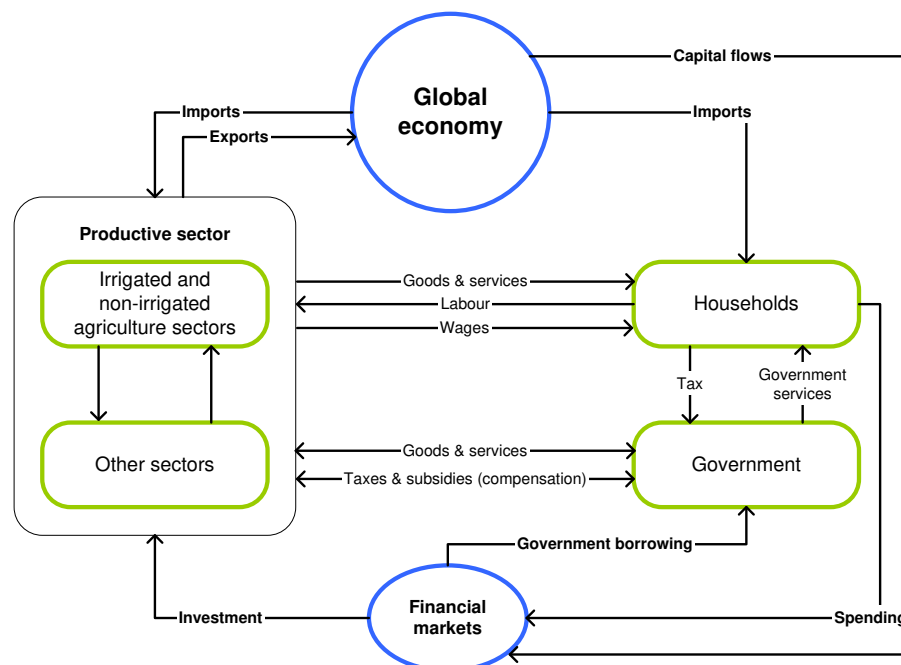 Capital flows
Global
economy
Imports
Imports
Exports
Productive sector
Irrigated and
non-irrigated
agriculture sectors
Goods & services
Labour
Wages
Households
Tax
Government
services
Other sectors
Goods & services
Taxes & subsidies (compensation)
Government
Government borrowing
Investment
Financial
markets
Spending